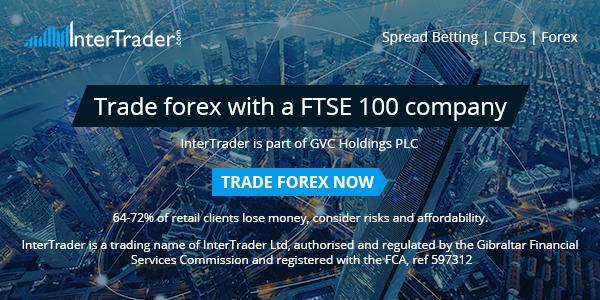 InterTrader.com
Spread Betting | CFDs | Forex
Trade forex with a FTSE 100 company
InterTrader is part of GVC Holdings PLC
TRADE FOREX NOW
64-72% of retail clients lose money, consider risks and affordability.
InterTrader is a trading name of InterTrader Ltd, authorised and regulated by the Gibraltar Financial
Services Commission and registered with the FCA, ref 597312